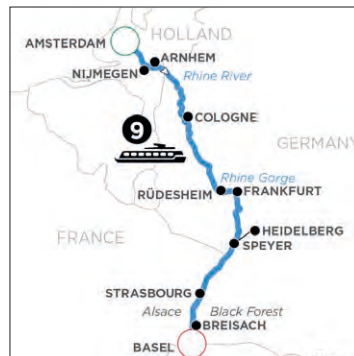 HOLLAND
AMSTERDAM
ARNHEM
NIJMEGEN
Rhine River
COLOGNE
9
GERMANY
Rhine Gorge
RÜDESHEIM
FRANKFURT
HEIDELBERG
FRANCE
SPEYER
STRASBOURG
Alsace
Black Forest
BREISACH
BASEL